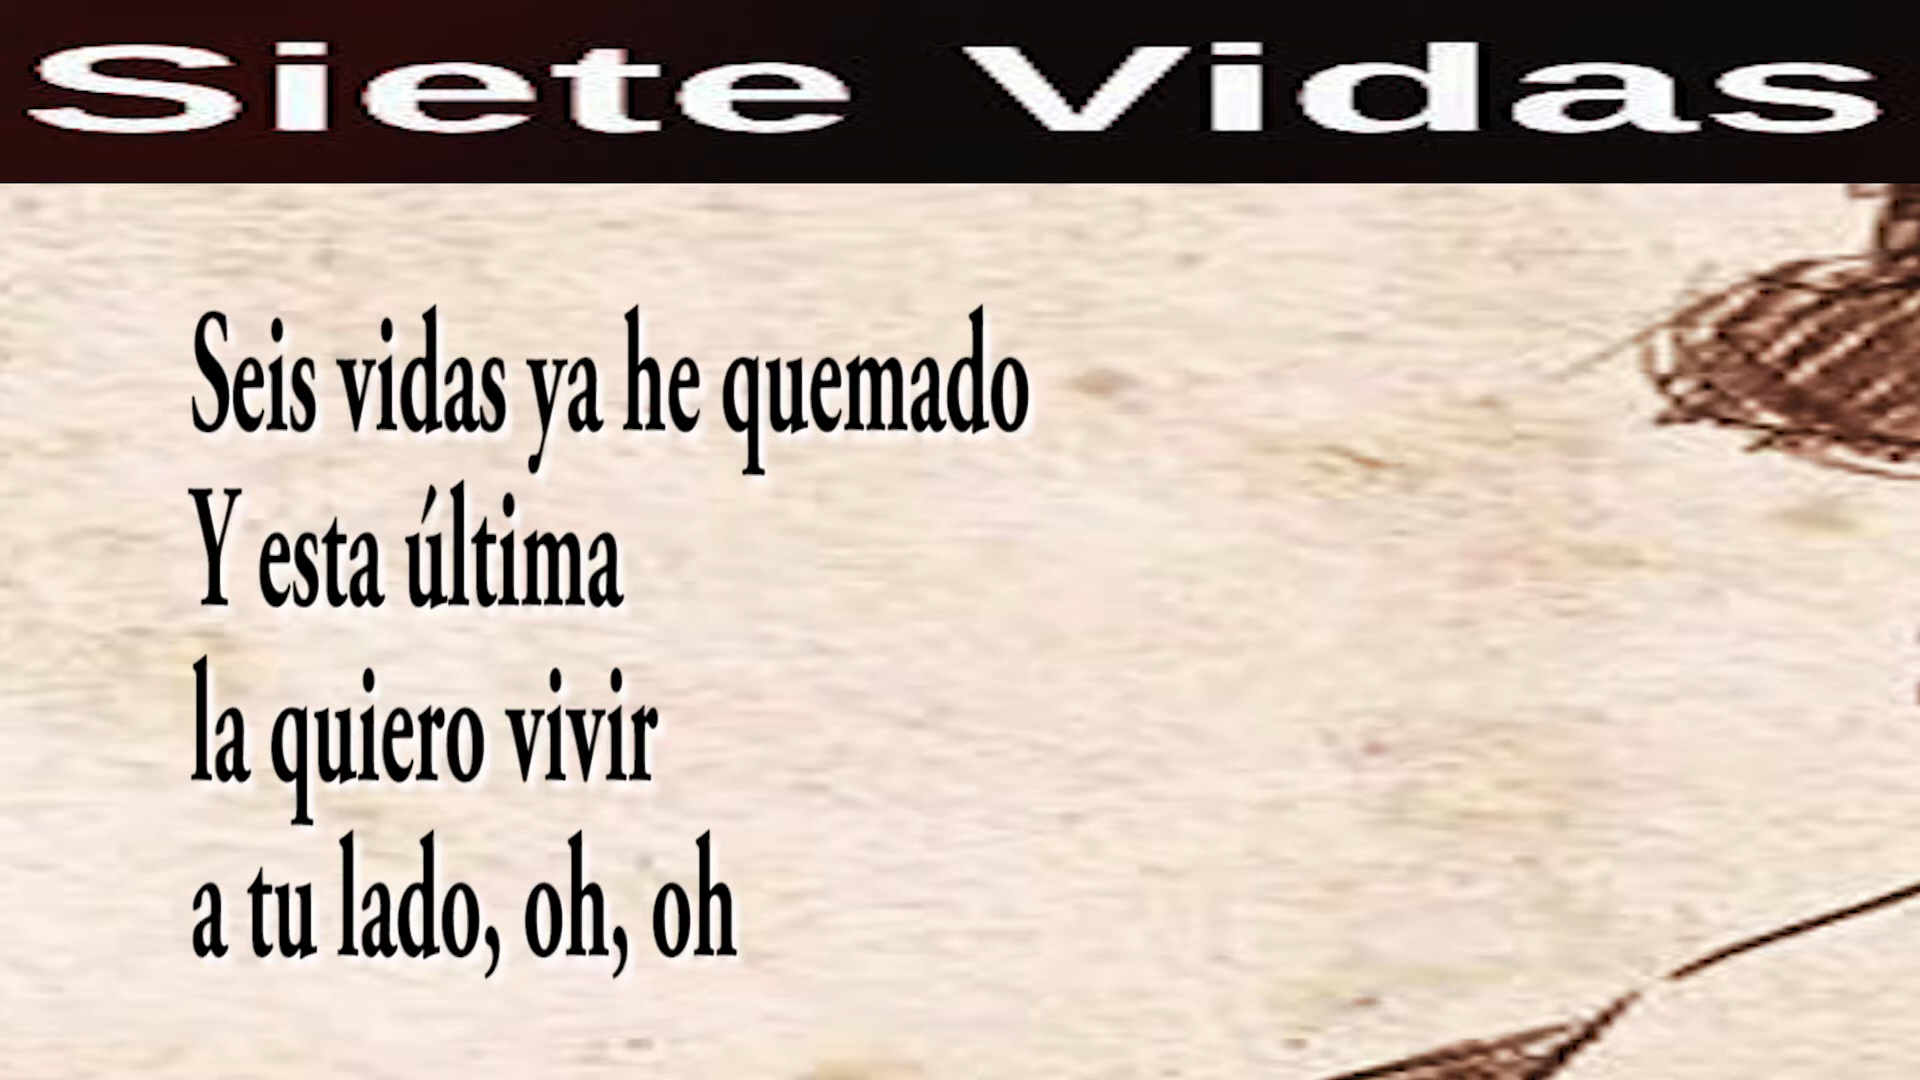 Siete Vidas
Seis vidas ya he quemado
Y esta última
la quiero vivir
a tu lado, oh, oh